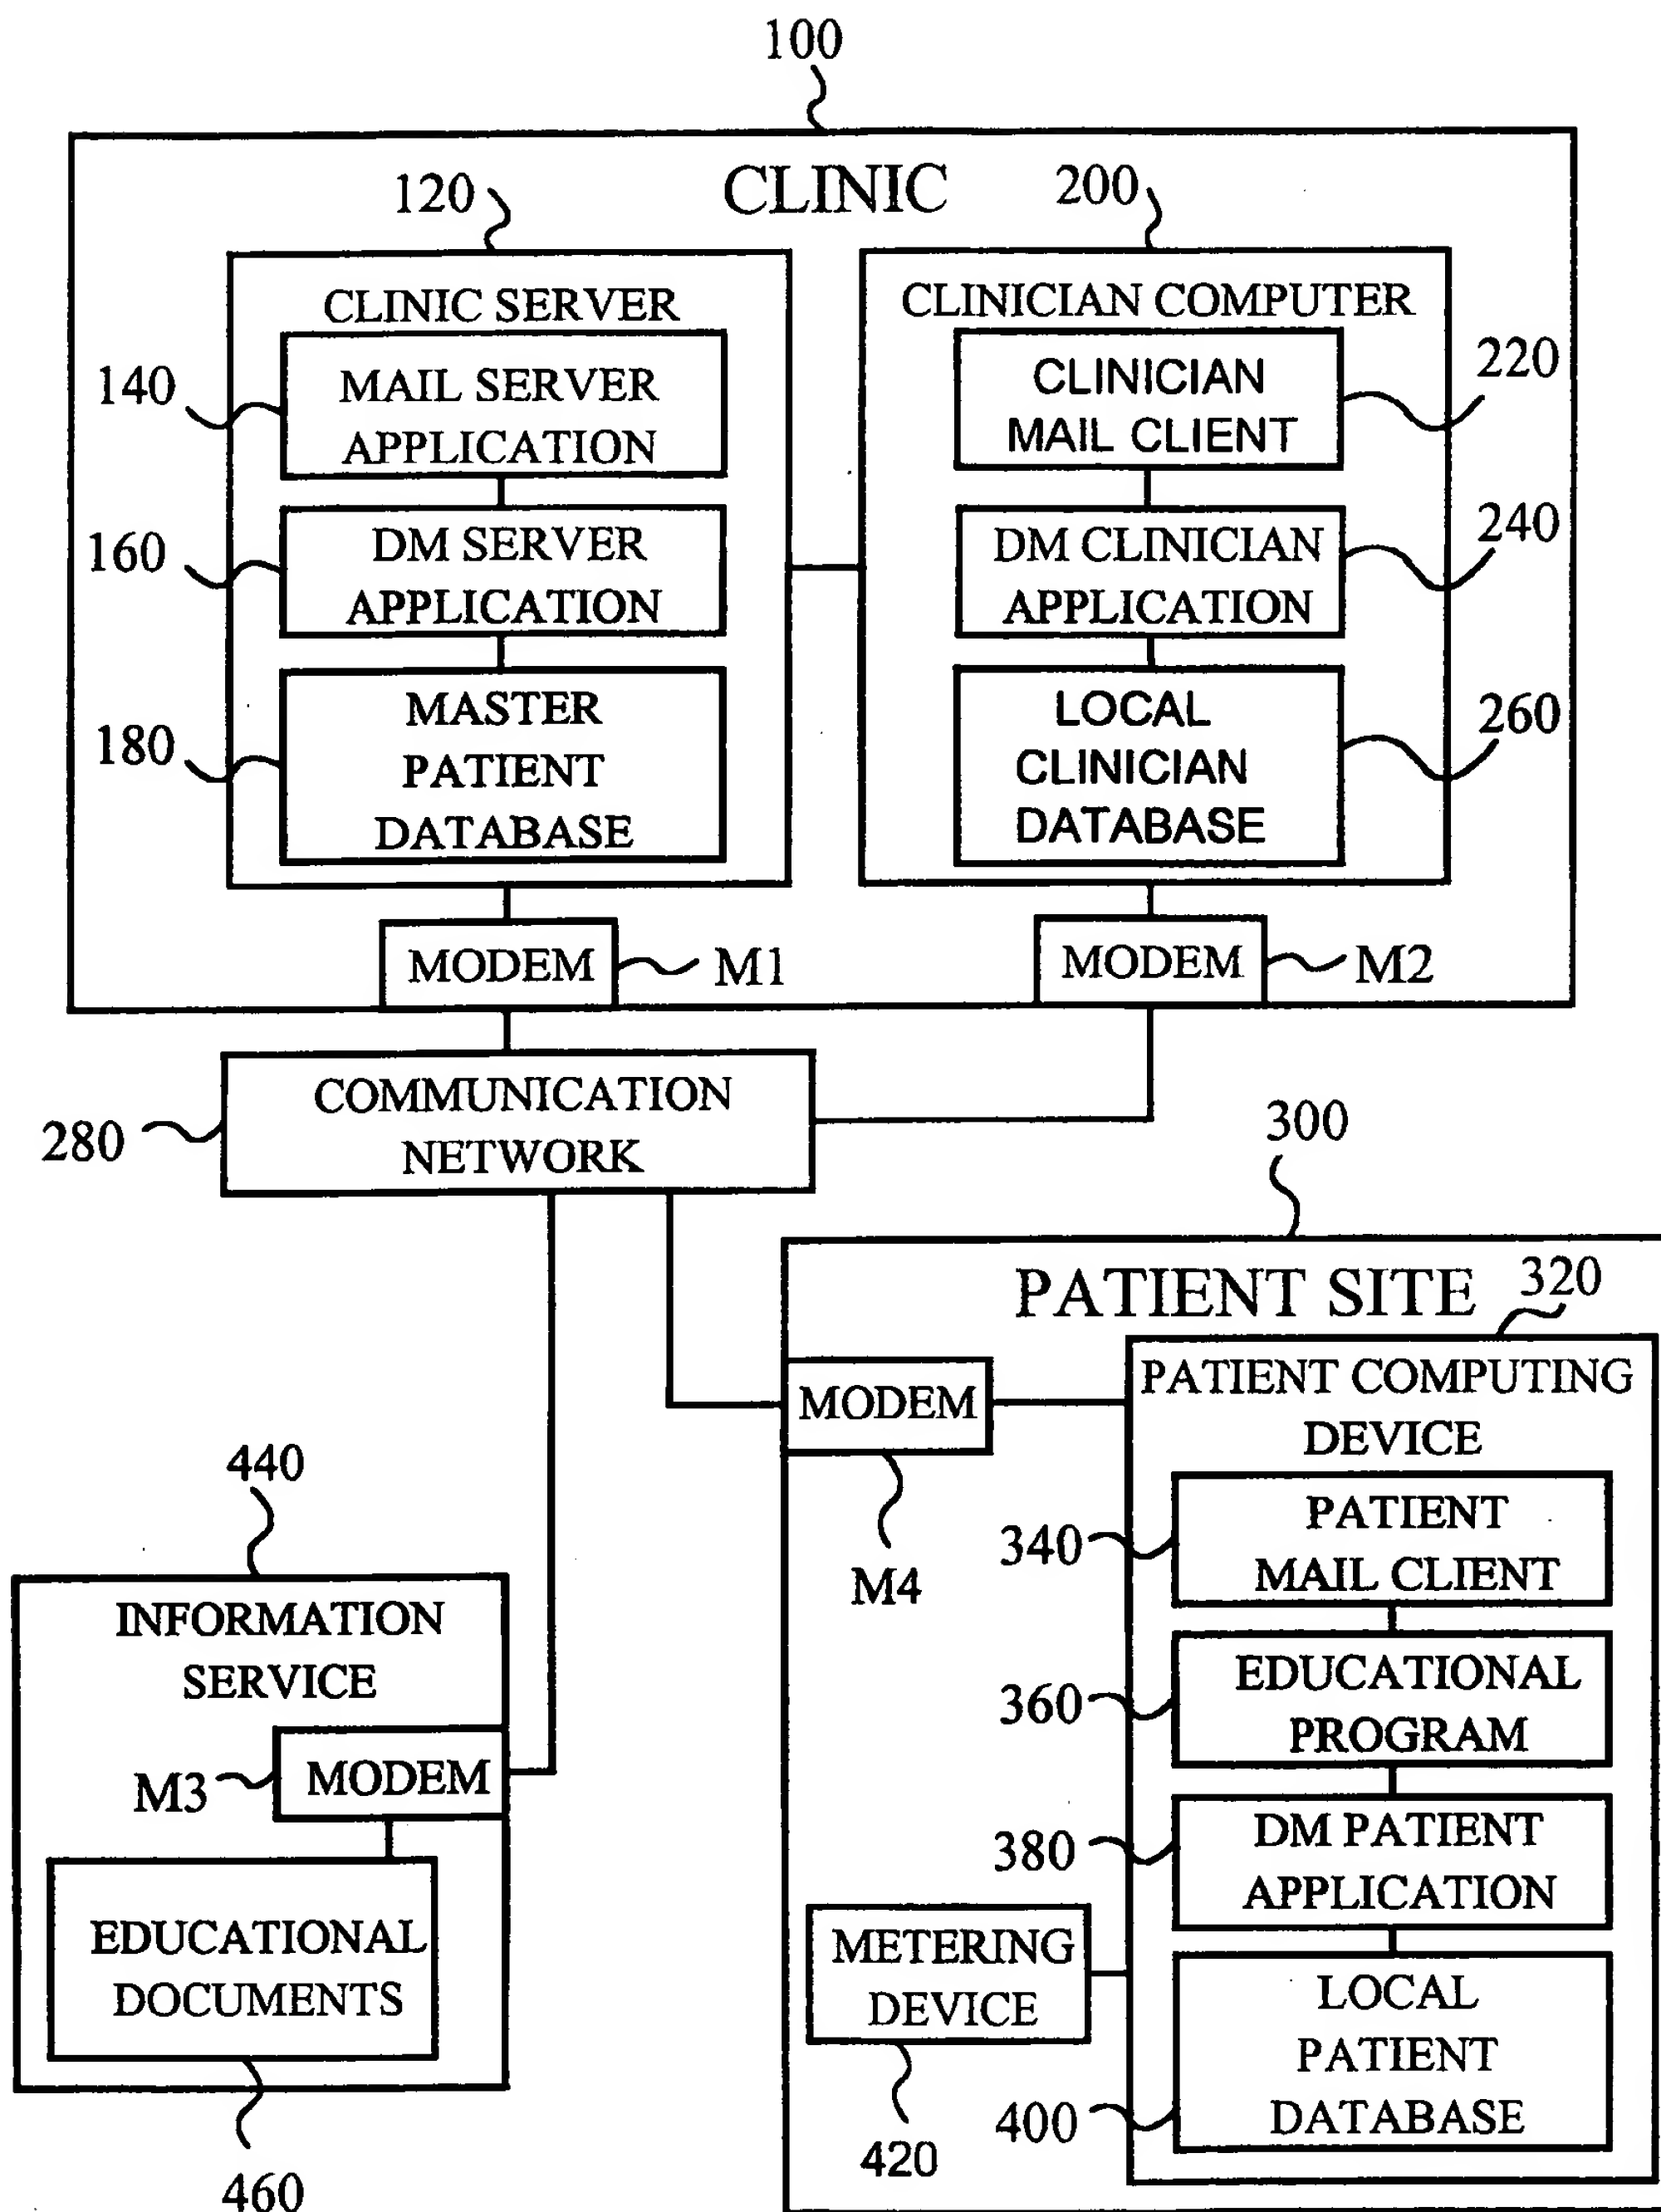 100
CLINIC
120
200
CLINIC SERVER
CLINICIAN COMPUTER
140
MAIL SERVER
APPLICATION
CLINICIAN
MAIL CLIENT
220
160
DM SERVER
APPLICATION
DM CLINICIAN
APPLICATION
240
180
MASTER
PATIENT
DATABASE
LOCAL
CLINICIAN
DATABASE
260
MODEM
M1
MODEM
M2
280
COMMUNICATION
NETWORK
300
PATIENT SITE
320
MODEM
M4
PATIENT COMPUTING
DEVICE
340
PATIENT
MAIL CLIENT
360
EDUCATIONAL
PROGRAM
380
DM PATIENT
APPLICATION
METERING
DEVICE
420
400
LOCAL
PATIENT
DATABASE
440
INFORMATION
SERVICE
M3
MODEM
EDUCATIONAL
DOCUMENTS
460